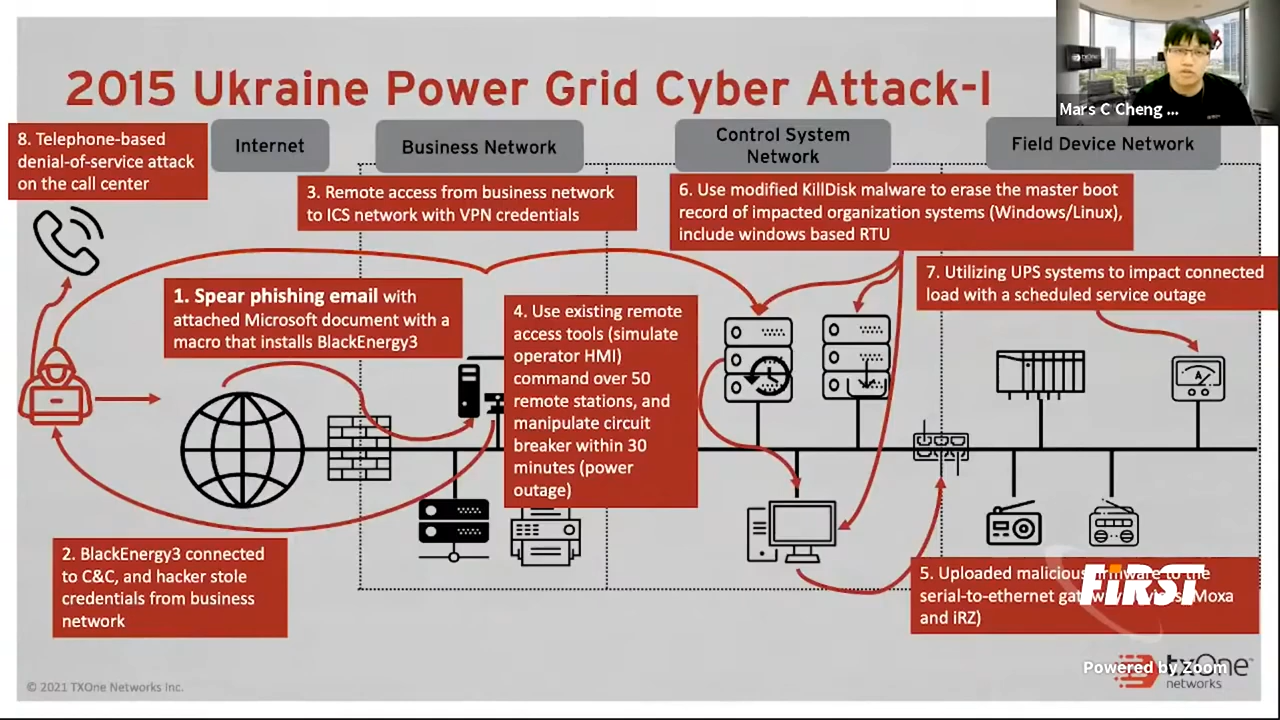 2015 Ukraine Power Grid Cyber Attack-I
Mars C Cheng ...
8. Telephone-based
denial-of-service attack
on the call center
Internet
Business Network
Control System
Network
Field Device Network
3. Remote access from business network
to ICS network with VPN credentials
6. Use modified KillDisk malware to erase the master boot
record of impacted organization systems (Windows/Linux),
include windows based RTU
7. Utilizing UPS systems to impact connected
load with a scheduled service outage
1. Spear phishing email with
attached Microsoft document with a
macro that installs BlackEnergy3
4. Use existing remote
access tools (simulate
operator HMI)
command over 50
remote stations, and
manipulate circuit
breaker within 30
minutes (power
outage)
A
2. BlackEnergy3 connected
to C&C, and hacker stole
credentials from business
network
5. Uploaded malicious firmware to the
serial-to-ethernet gateway (Moxa
and iRZ)
FiRST
Powered by Zoom
txOne
networks
© 2021 TXOne Networks Inc.